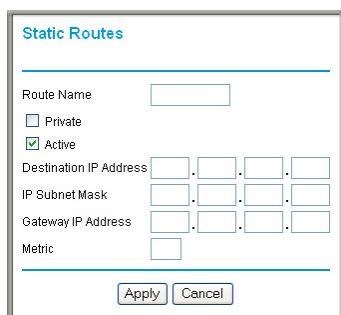 Static Routes
Route Name
Private
Active
Destination IP Address . . .
IP Subnet Mask . . .
Gateway IP Address . . .
Metric
Apply Cancel